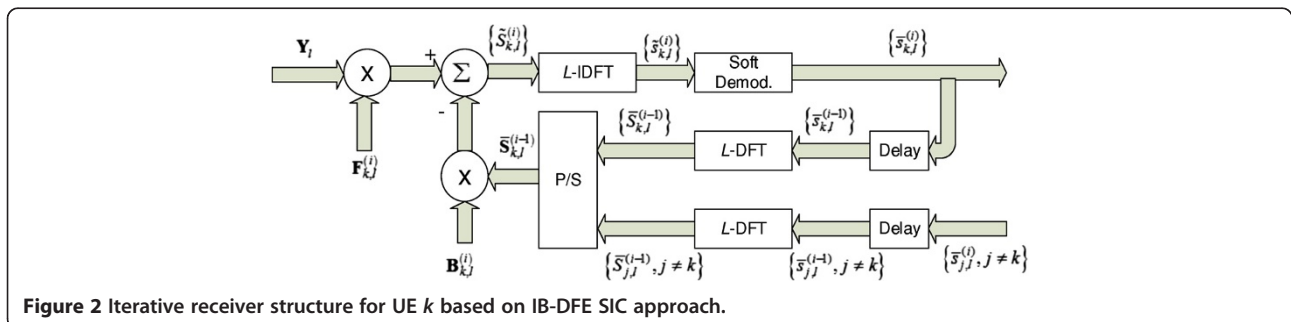 Y_l
X
F_{k,l}^{(i)}
+
-
Σ
{S̃_{k,l}^{(i)}}
L-IDFT
{s̃_{k,l}^{(i)}}
Soft
Demod.
{s̄_{k,l}^{(i)}}
S̄_{k,l}^{(i-1)}
X
B_{k,l}^{(i)}
P/S
{S̄_{k,l}^{(i-1)}}
L-DFT
{s̄_{k,l}^{(i-1)}}
Delay
{S̄_{j,l}^{(i-1)}, j ≠ k}
L-DFT
{s̄_{j,l}^{(i-1)}, j ≠ k}
Delay
{s̄_{j,l}^{(i)}, j ≠ k}
Figure 2 Iterative receiver structure for UE k based on IB-DFE SIC approach.